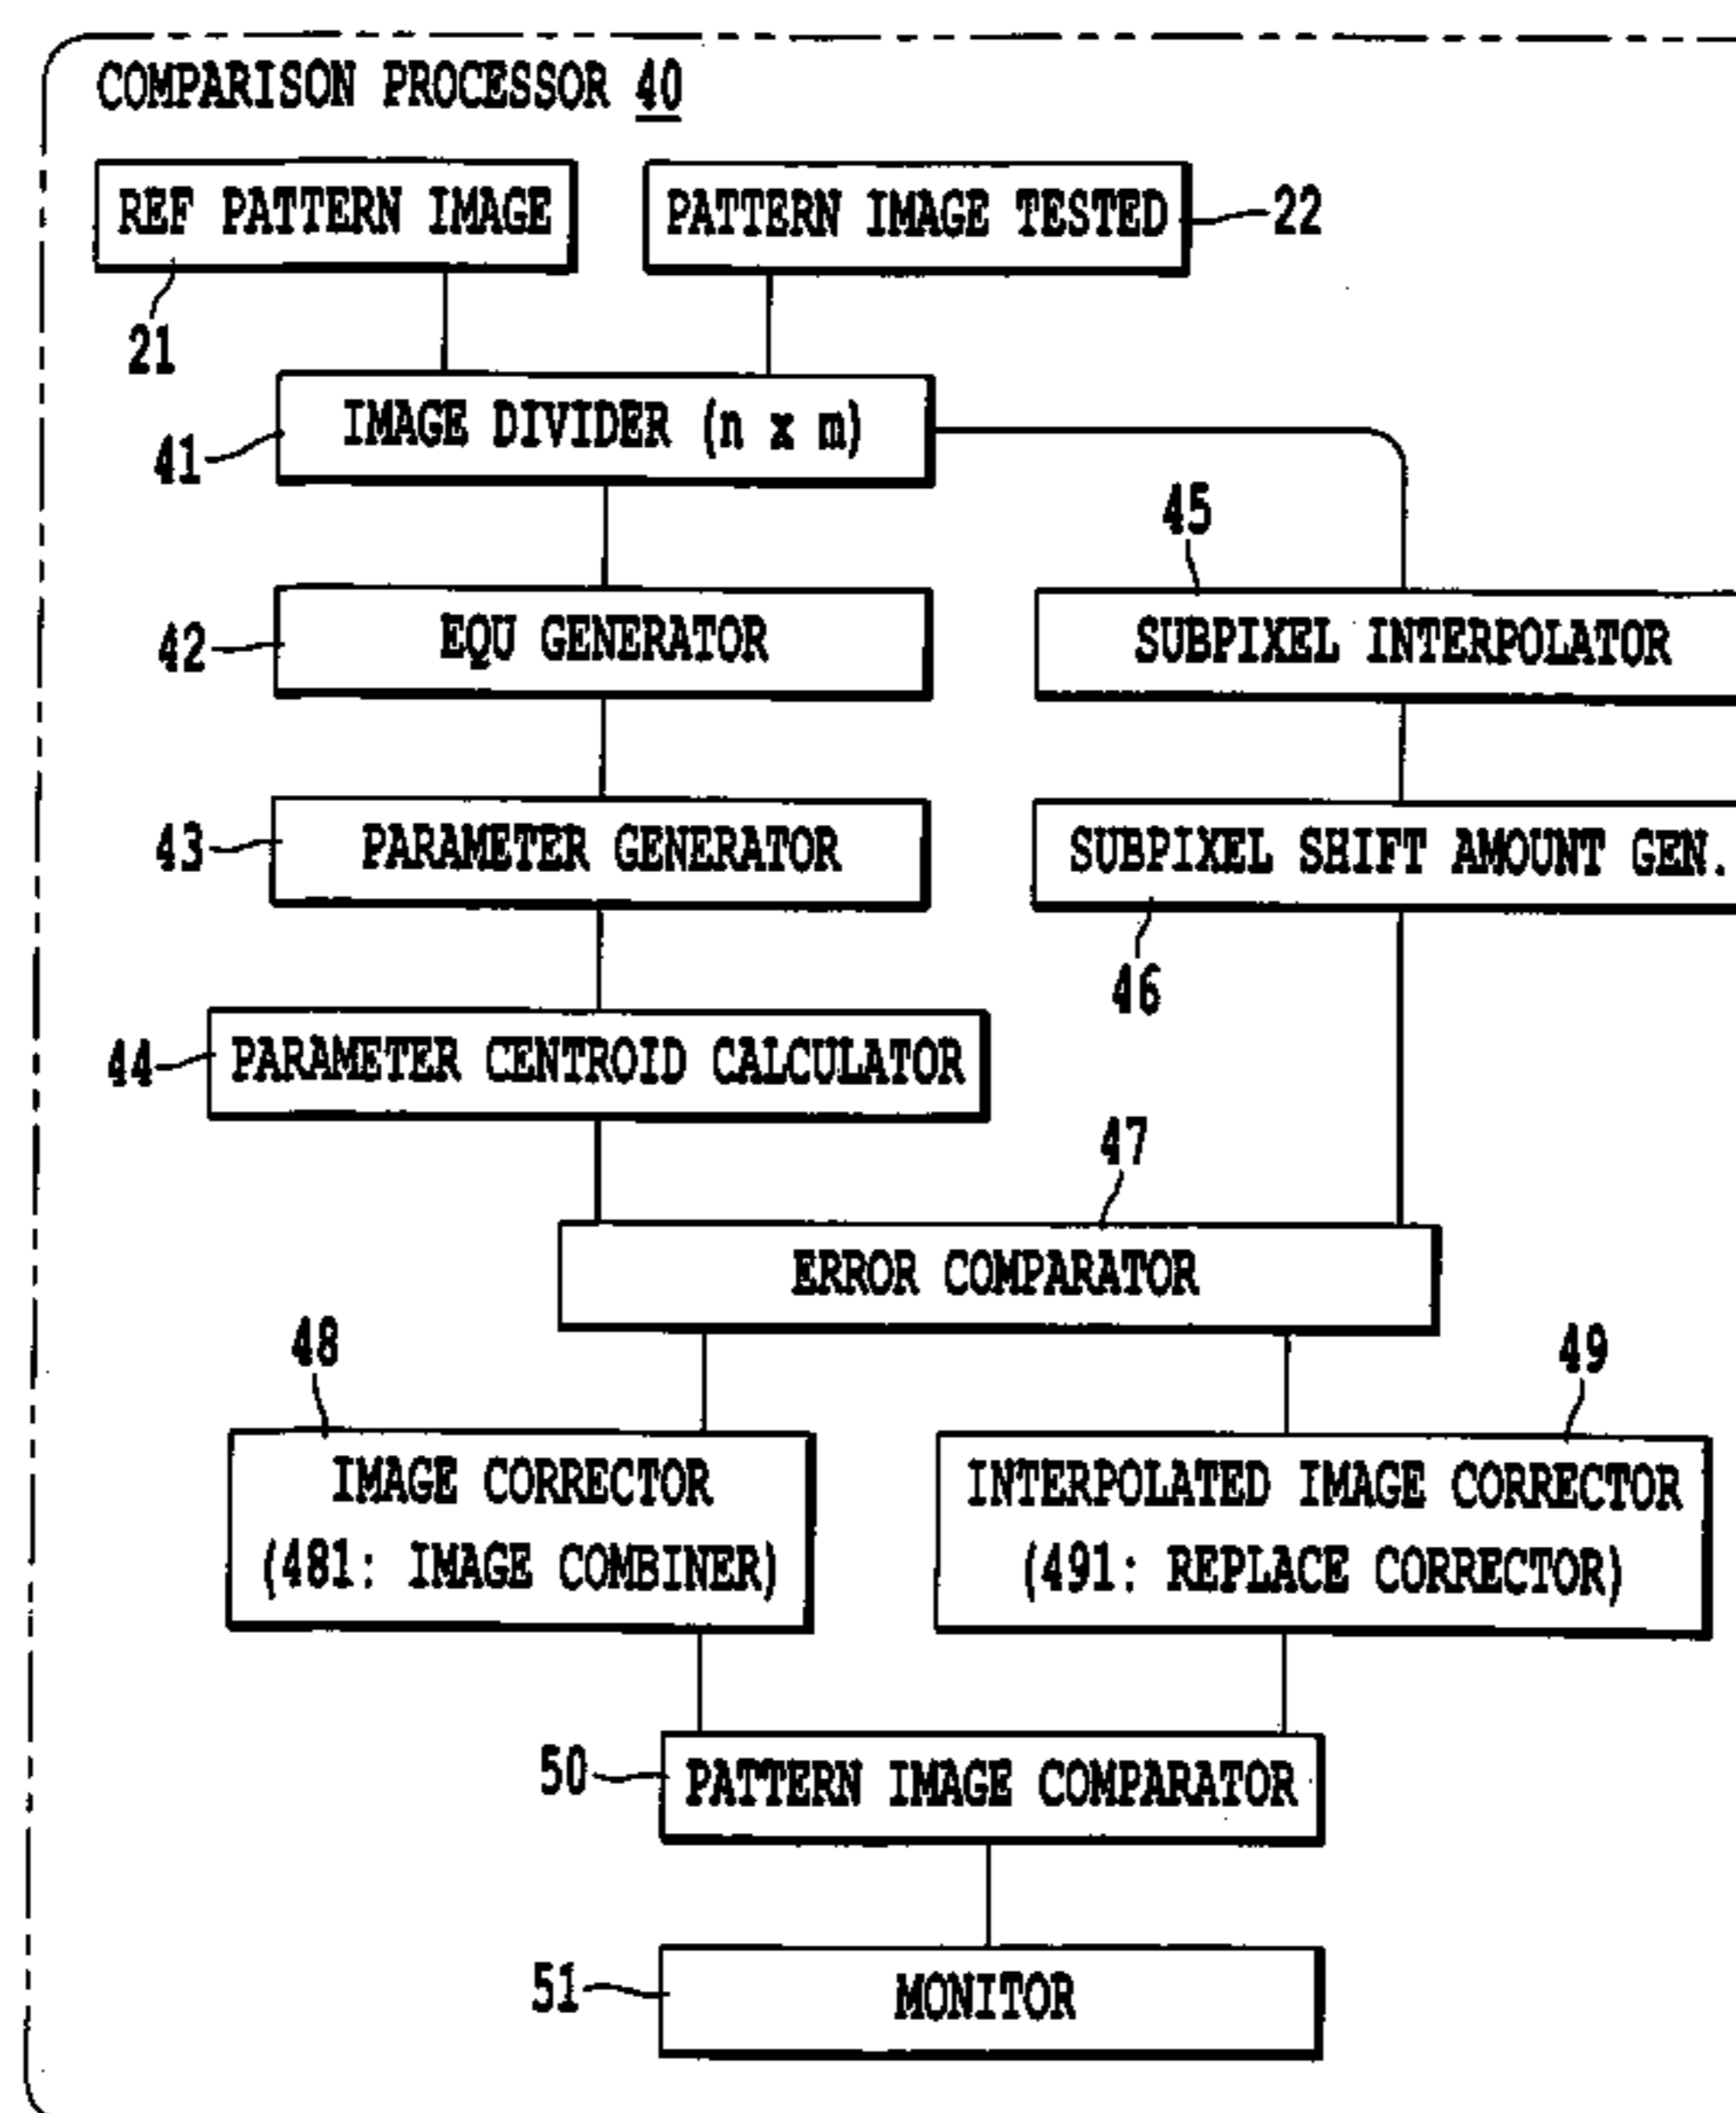 COMPARISON PROCESSOR 40
REF PATTERN IMAGE
PATTERN IMAGE TESTED
22
21
IMAGE DIVIDER (n x m)
41
45
EQU GENERATOR
42
SUBPIXEL INTERPOLATOR
PARAMETER GENERATOR
43
SUBPIXEL SHIFT AMOUNT GEN.
46
44
PARAMETER CENTROID CALCULATOR
47
ERROR COMPARATOR
48
49
IMAGE CORRECTOR
(481: IMAGE COMBINER)
INTERPOLATED IMAGE CORRECTOR
(491: REPLACE CORRECTOR)
50
PATTERN IMAGE COMPARATOR
51
MONITOR